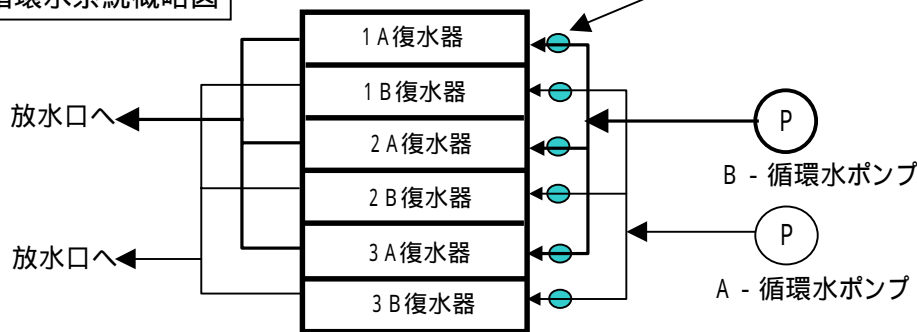 循環水系統概略図
1A復水器
1B復水器
2A復水器
2B復水器
3A復水器
3B復水器
放水口へ
放水口へ
P
B - 循環水ポンプ
P
A - 循環水ポンプ